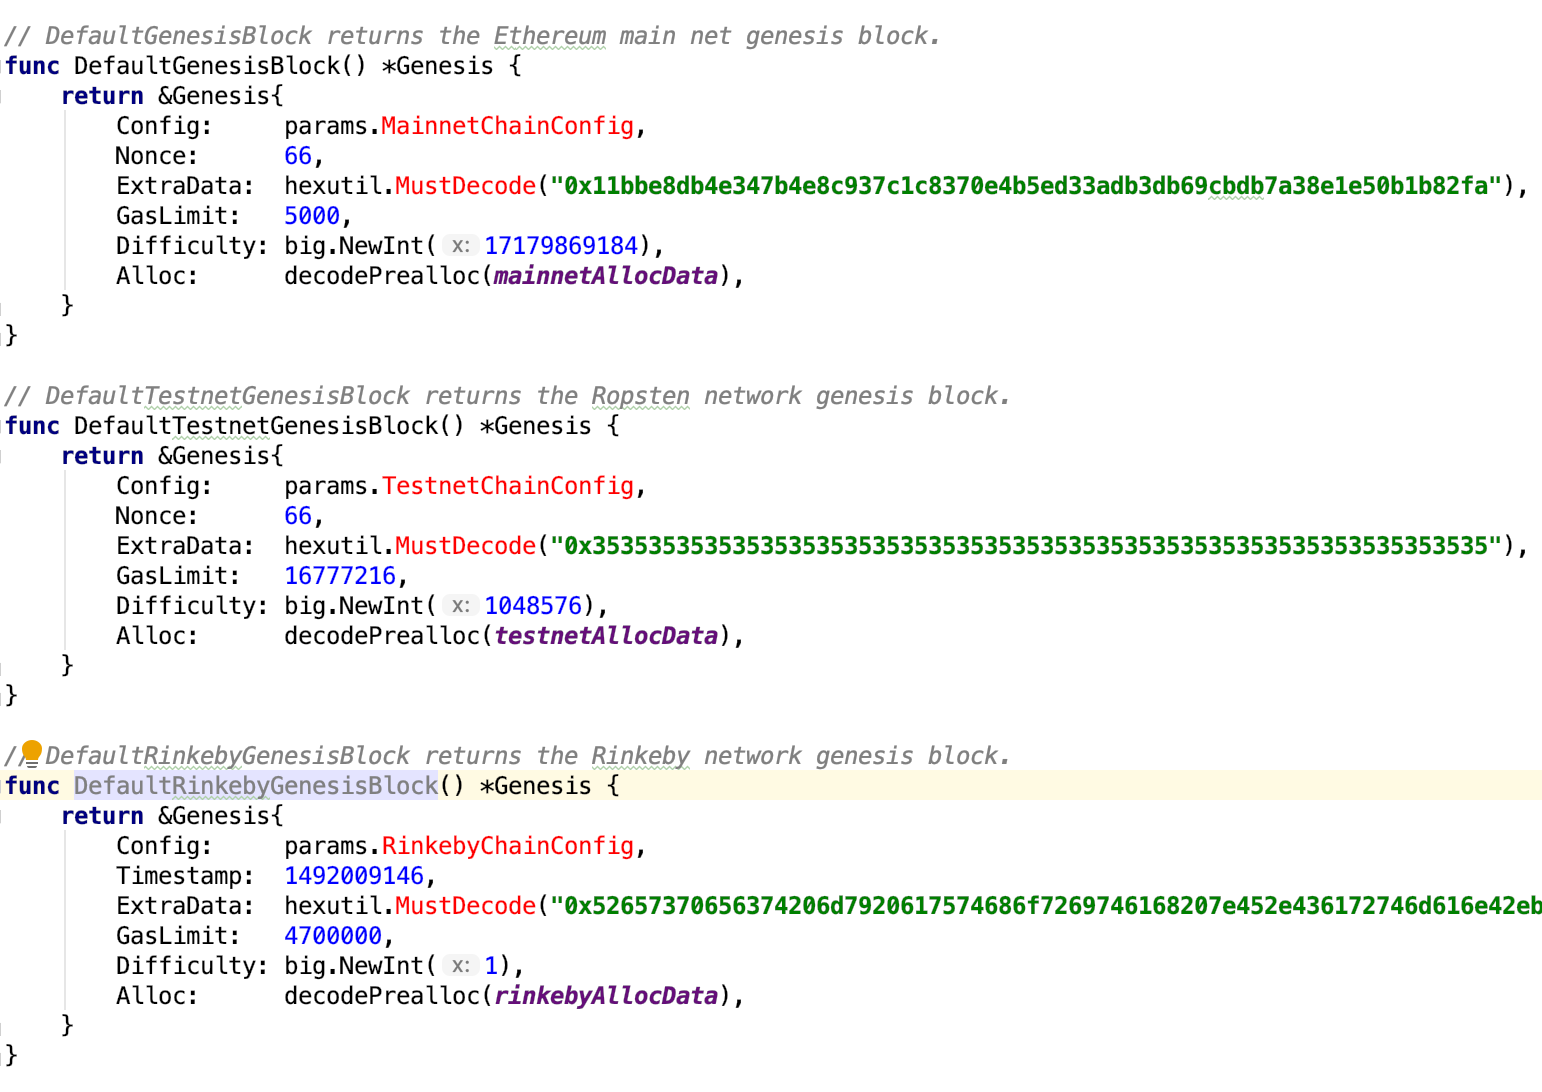 // DefaultGenesisBlock returns the Ethereum main net genesis block.
func DefaultGenesisBlock() *Genesis {
    return &Genesis{
        Config:     params.MainnetChainConfig,
        Nonce:      66,
        ExtraData:  hexutil.MustDecode("0x11bbe8db4e347b4e8c937c1c8370e4b5ed33adb3db69cbdb7a38e1e50b1b82fa"),
        GasLimit:   5000,
        Difficulty: big.NewInt( x: 17179869184),
        Alloc:      decodePrealloc(mainnetAllocData),
    }
}
// DefaultTestnetGenesisBlock returns the Ropsten network genesis block.
func DefaultTestnetGenesisBlock() *Genesis {
    return &Genesis{
        Config:     params.TestnetChainConfig,
        Nonce:      66,
        ExtraData:  hexutil.MustDecode("0x3535353535353535353535353535353535353535353535353535353535353535"),
        GasLimit:   16777216,
        Difficulty: big.NewInt( x: 1048576),
        Alloc:      decodePrealloc(testnetAllocData),
    }
}
// DefaultRinkebyGenesisBlock returns the Rinkeby network genesis block.
func DefaultRinkebyGenesisBlock() *Genesis {
    return &Genesis{
        Config:     params.RinkebyChainConfig,
        Timestamp:  1492009146,
        ExtraData:  hexutil.MustDecode("0x52657370656374206d7920617574686f7269746168207e452e436172746d616e42eb
        GasLimit:   4700000,
        Difficulty: big.NewInt( x: 1),
        Alloc:      decodePrealloc(rinkebyAllocData),
    }
}